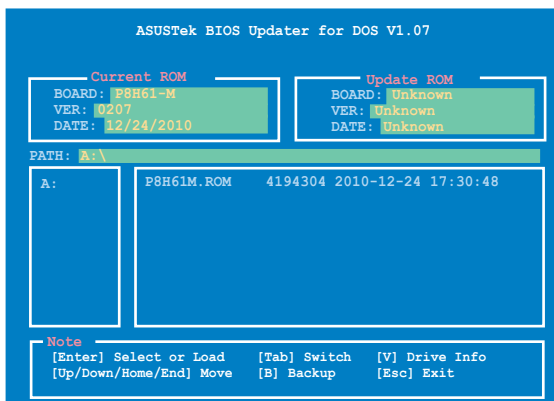 ASUSTek BIOS Updater for DOS V1.07
Current ROM
BOARD: P8H61-M
VER: 0207
DATE: 12/24/2010
Update ROM
BOARD: Unknown
VER: Unknown
DATE: Unknown
PATH: A:\
A:
P8H61M.ROM 4194304 2010-12-24 17:30:48
Note
[Enter] Select or Load [Tab] Switch [V] Drive Info
[Up/Down/Home/End] Move [B] Backup [Esc] Exit